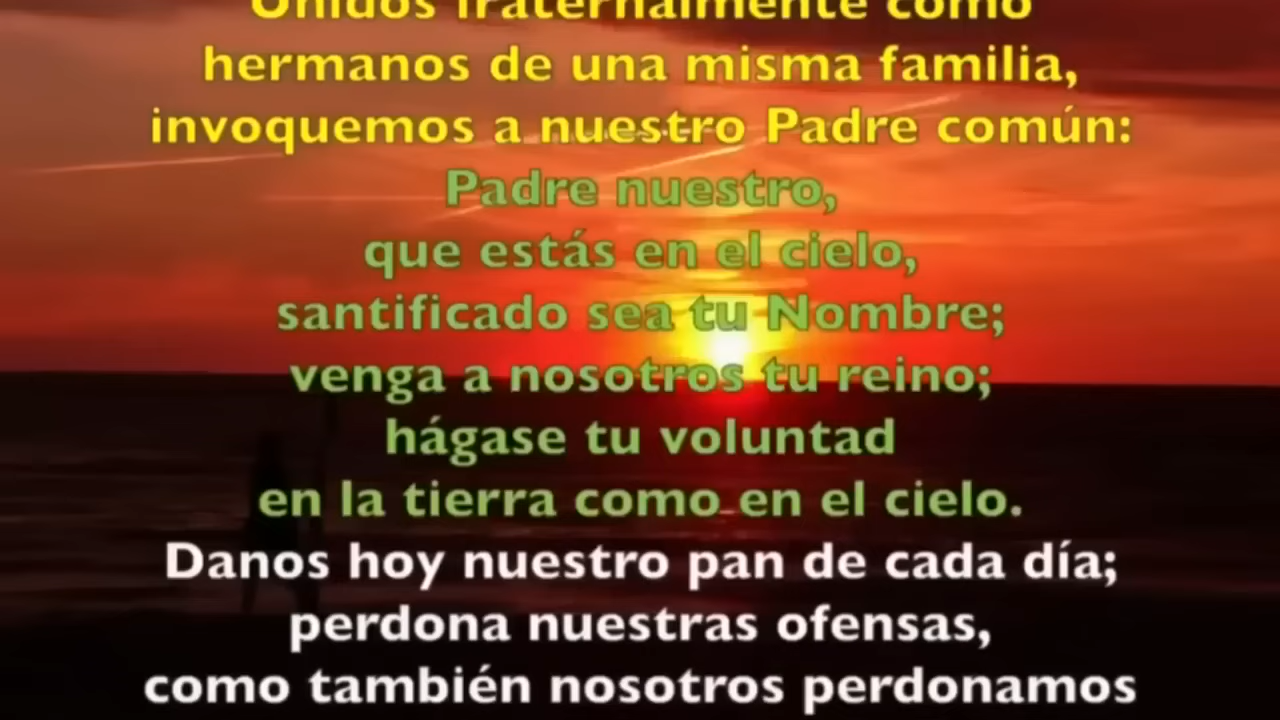 Unidos fraternalmente como
hermanos de una misma familia,
invoquemos a nuestro Padre común:
Padre nuestro,
que estás en el cielo,
santificado sea tu Nombre;
venga a nosotros tu reino;
hágase tu voluntad
en la tierra como en el cielo.
Danos hoy nuestro pan de cada día;
perdona nuestras ofensas,
como también nosotros perdonamos